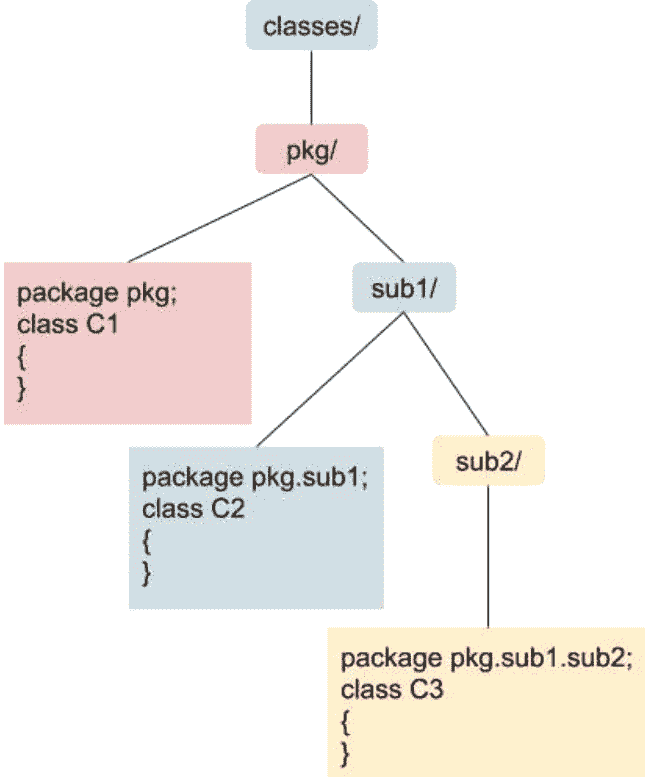 classes/
pkg/
package pkg;
class C1
{
}
sub1/
package pkg.sub1;
class C2
{
}
sub2/
package pkg.sub1.sub2;
class C3
{
}